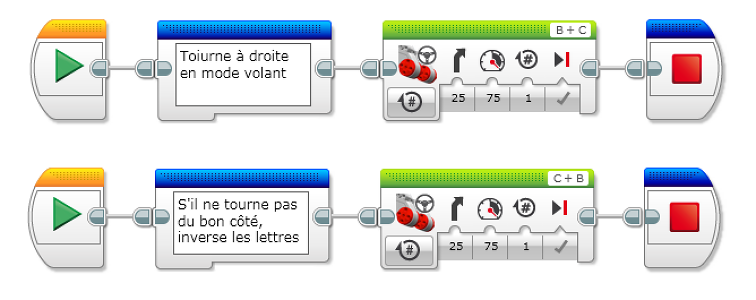 B + C
Toiurne à droite
en mode volant
#
#
25 75 1
C + B
S'il ne tourne pas
du bon côté,
inverse les lettres
#
#
25 75 1